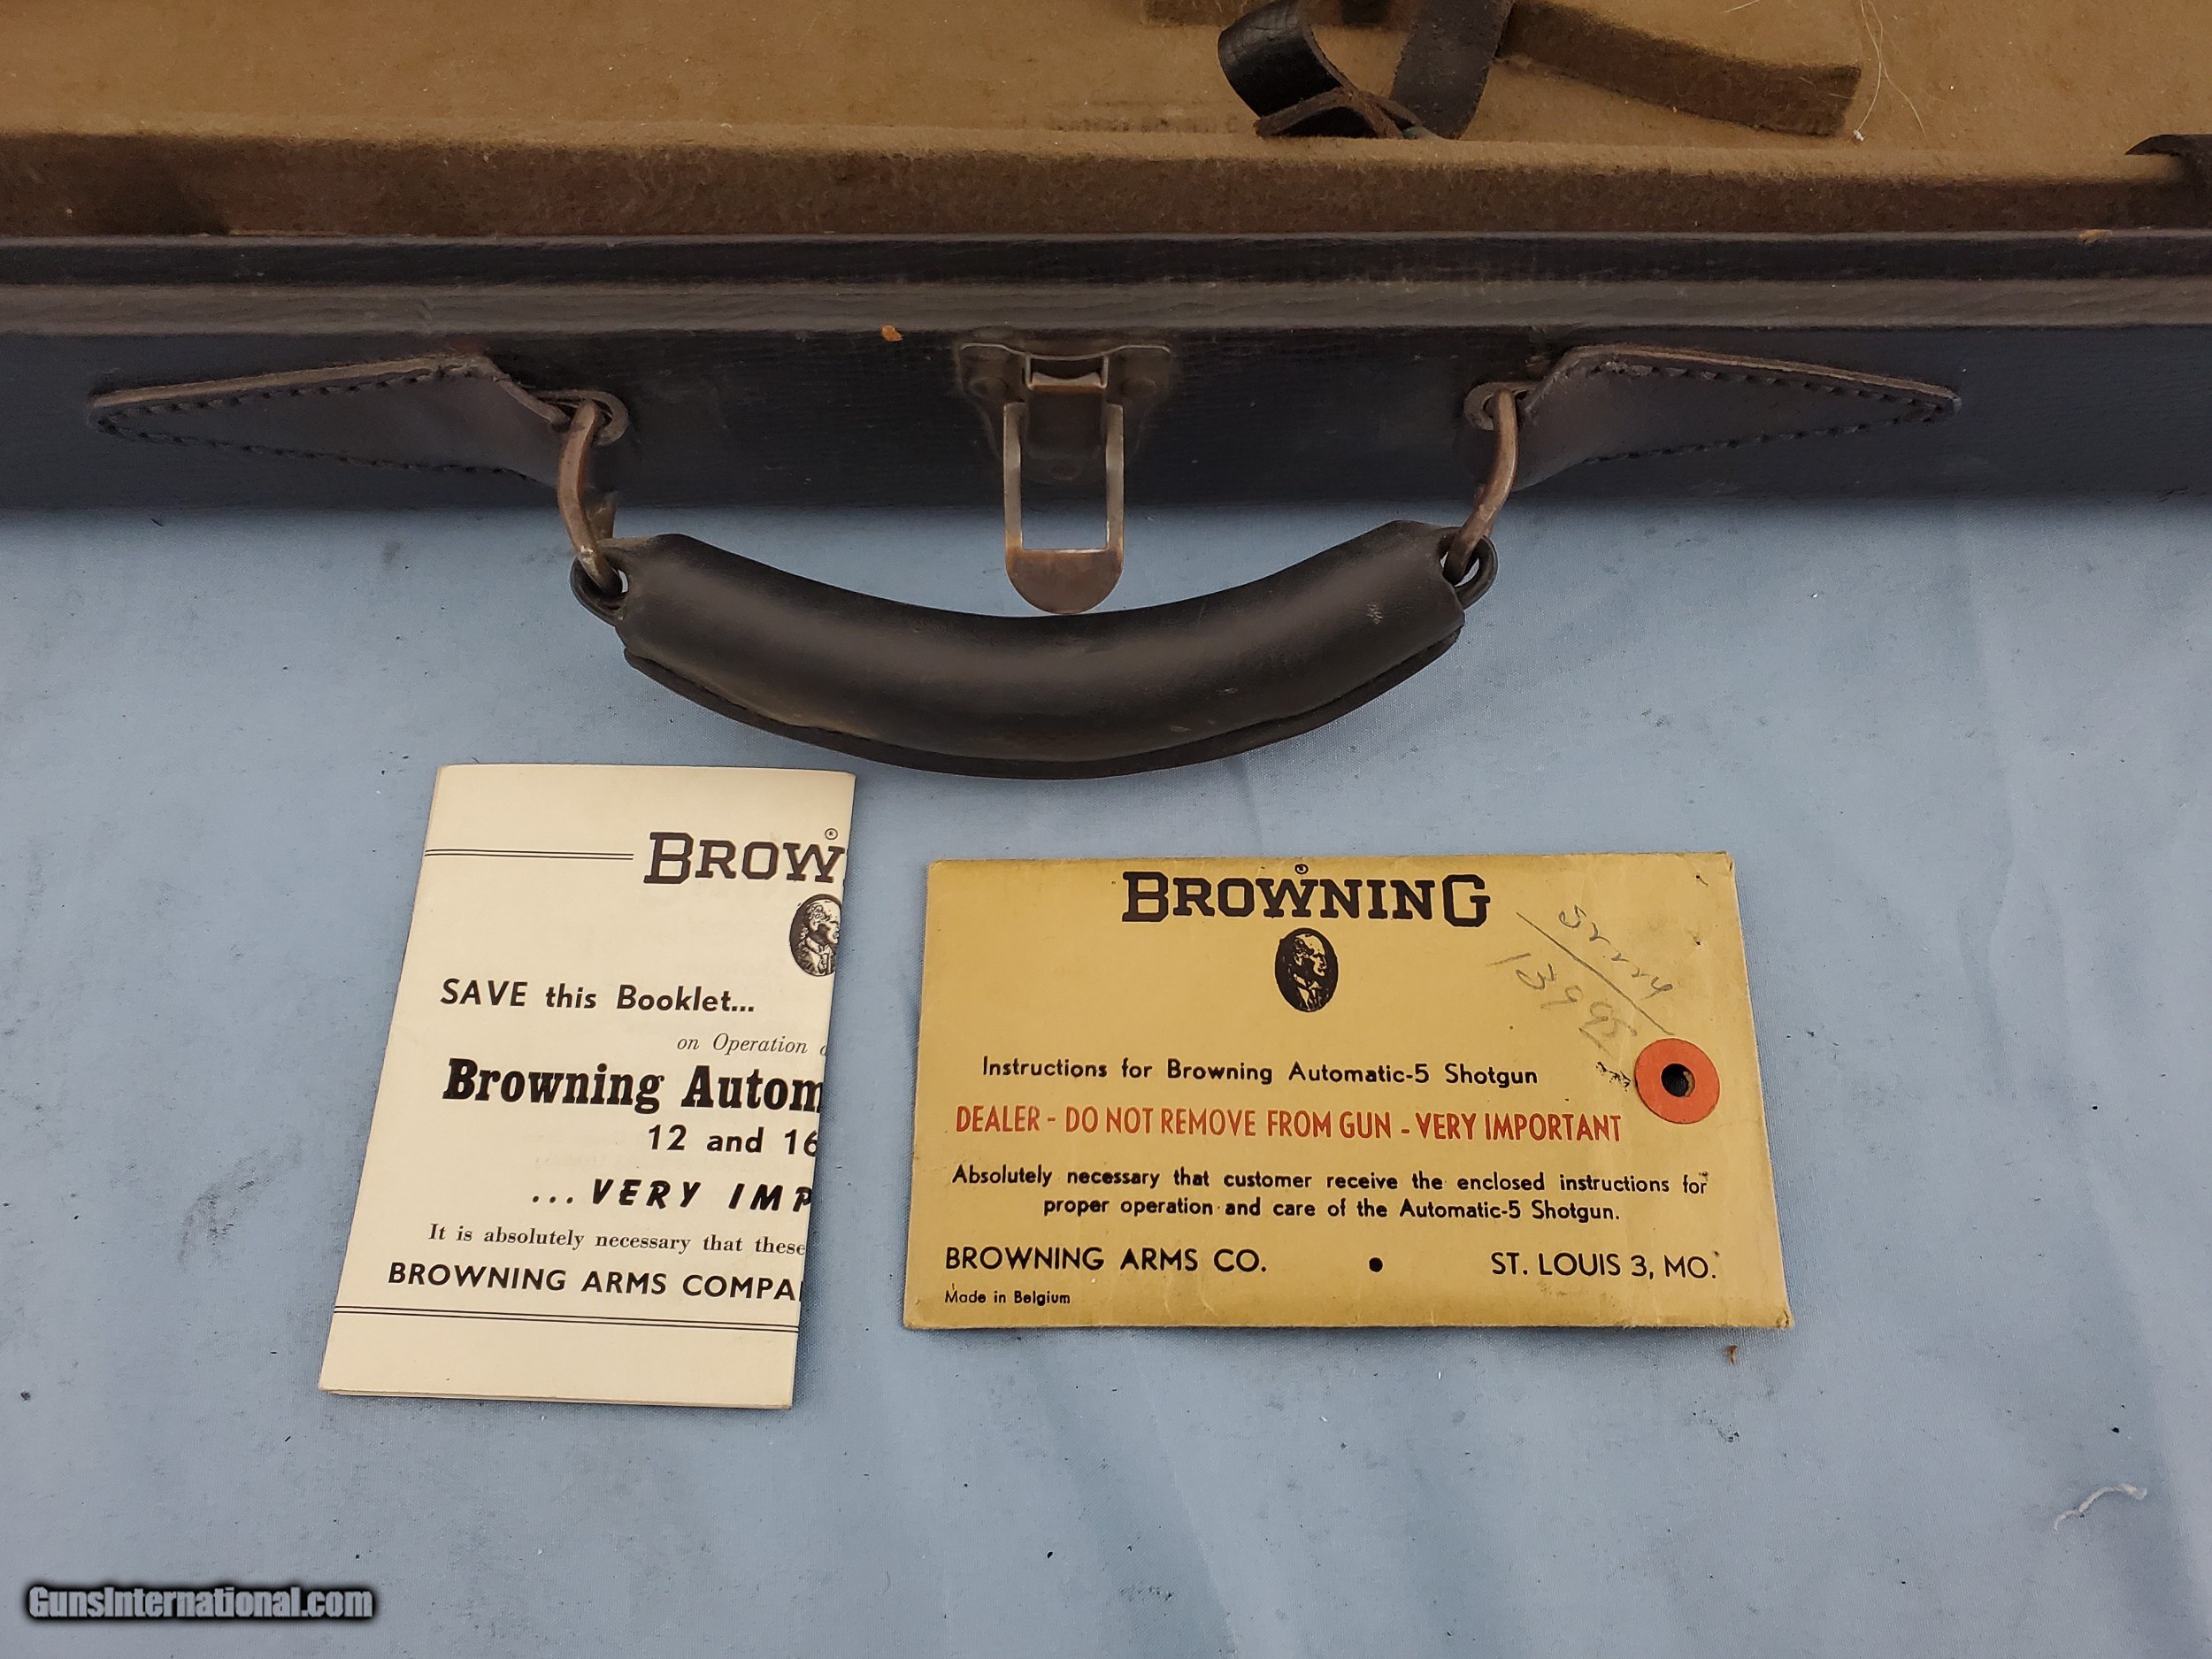 BROW
SAVE this Booklet...
on Operation
Browning Autom
12 and 16
...VERY IMP
It is absolutely necessary that these
BROWNING ARMS COMPA
BROWNING
Instructions for Browning Automatic-5 Shotgun
DEALER - DO NOT REMOVE FROM GUN - VERY IMPORTANT
Absolutely necessary that customer receive the enclosed instructions for
proper operation and care of the Automatic-5 Shotgun.
BROWNING ARMS CO. • ST. LOUIS 3, MO.
Made in Belgium
GunsInternational.com